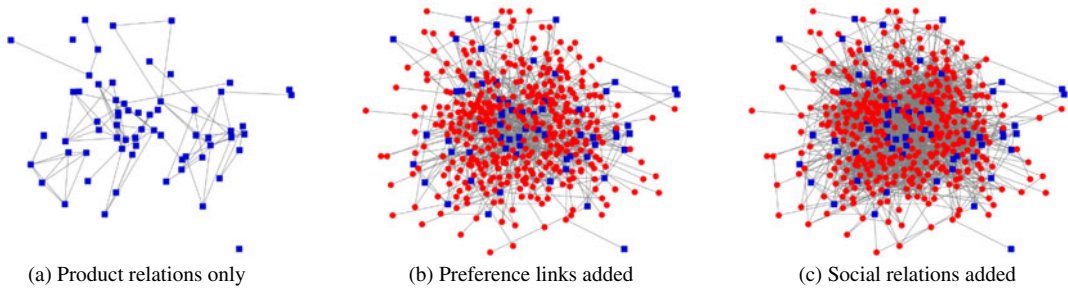 (a) Product relations only
(b) Preference links added
(c) Social relations added